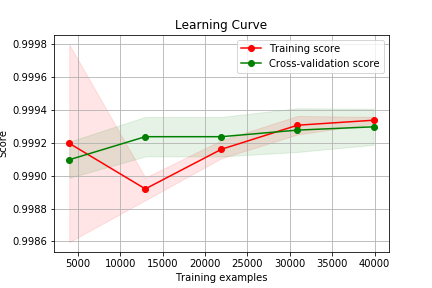 Learning Curve
Training score
Cross-validation score
0.9998
0.9996
0.9994
0.9992
0.9990
0.9988
0.9986
Score
5000 10000 15000 20000 25000 30000 35000 40000
Training examples